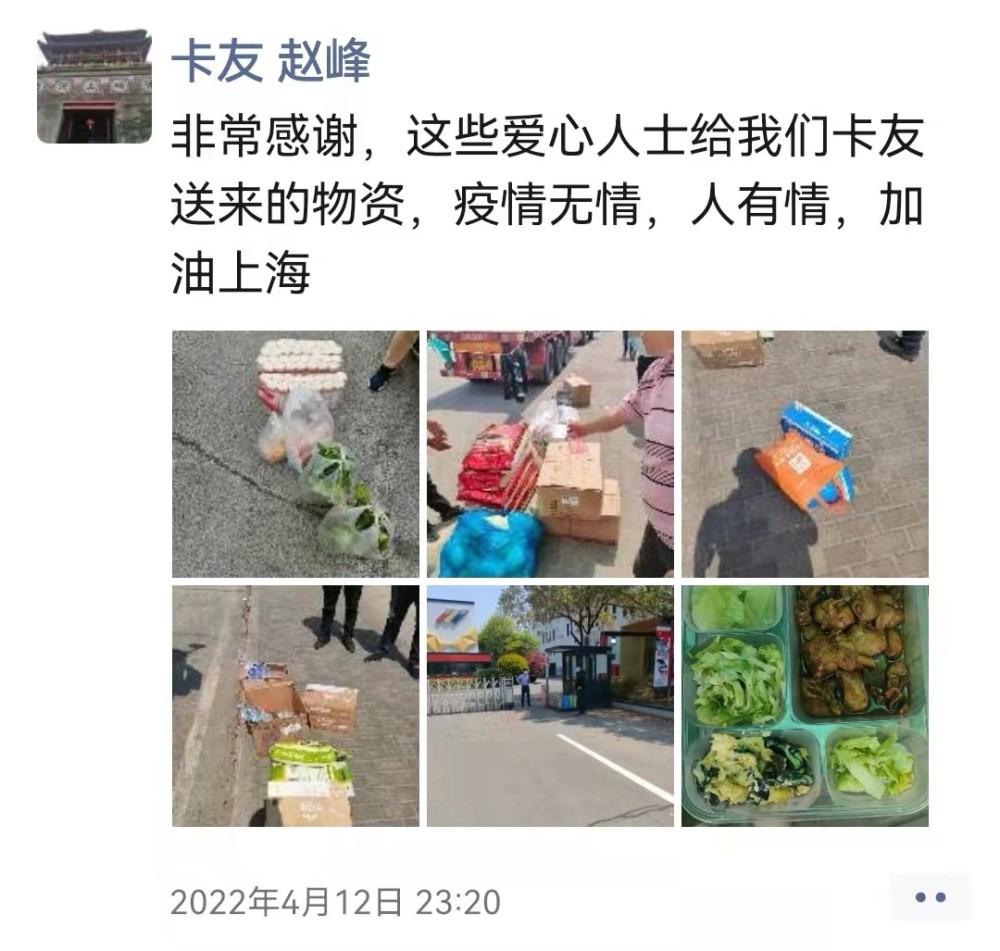 卡友 赵峰
非常感谢，这些爱心人士给我们卡友
送来的物资，疫情无情，人有情，加
油上海
2022年4月12日 23:20